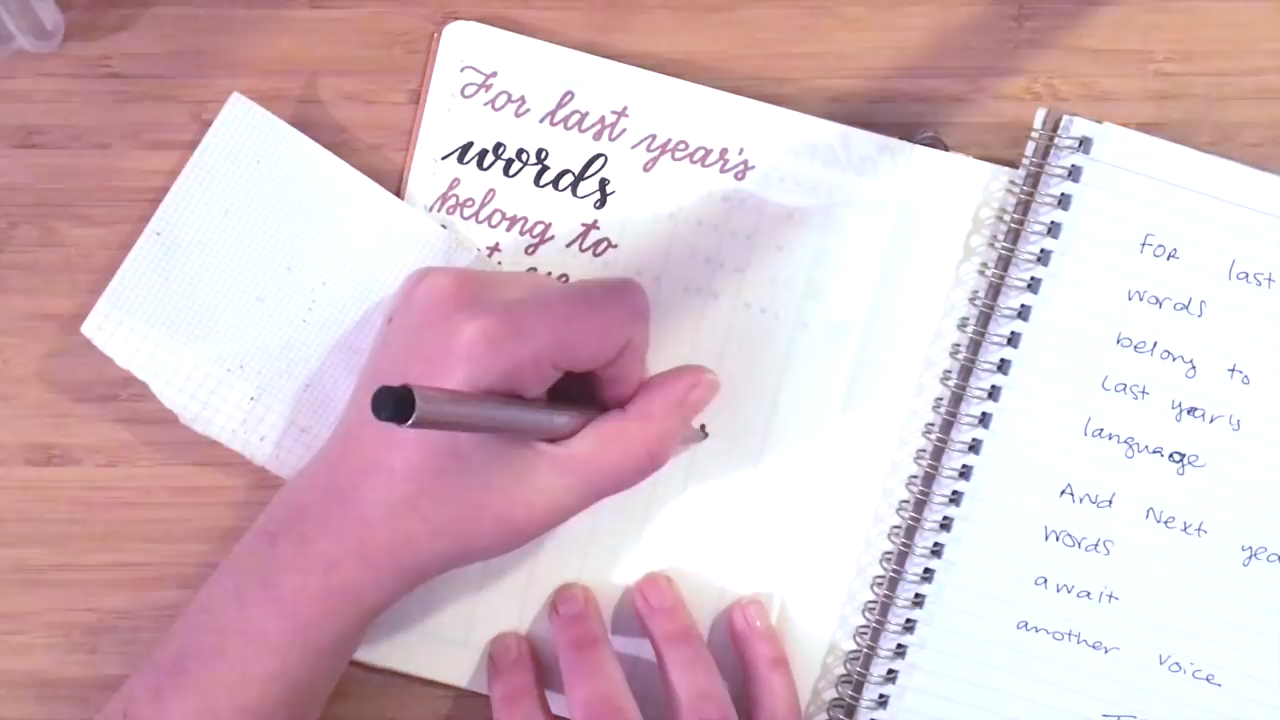 For last year's
words
belong to
For last
words
belong to
Last year's
language
And Next
words
await
another voice